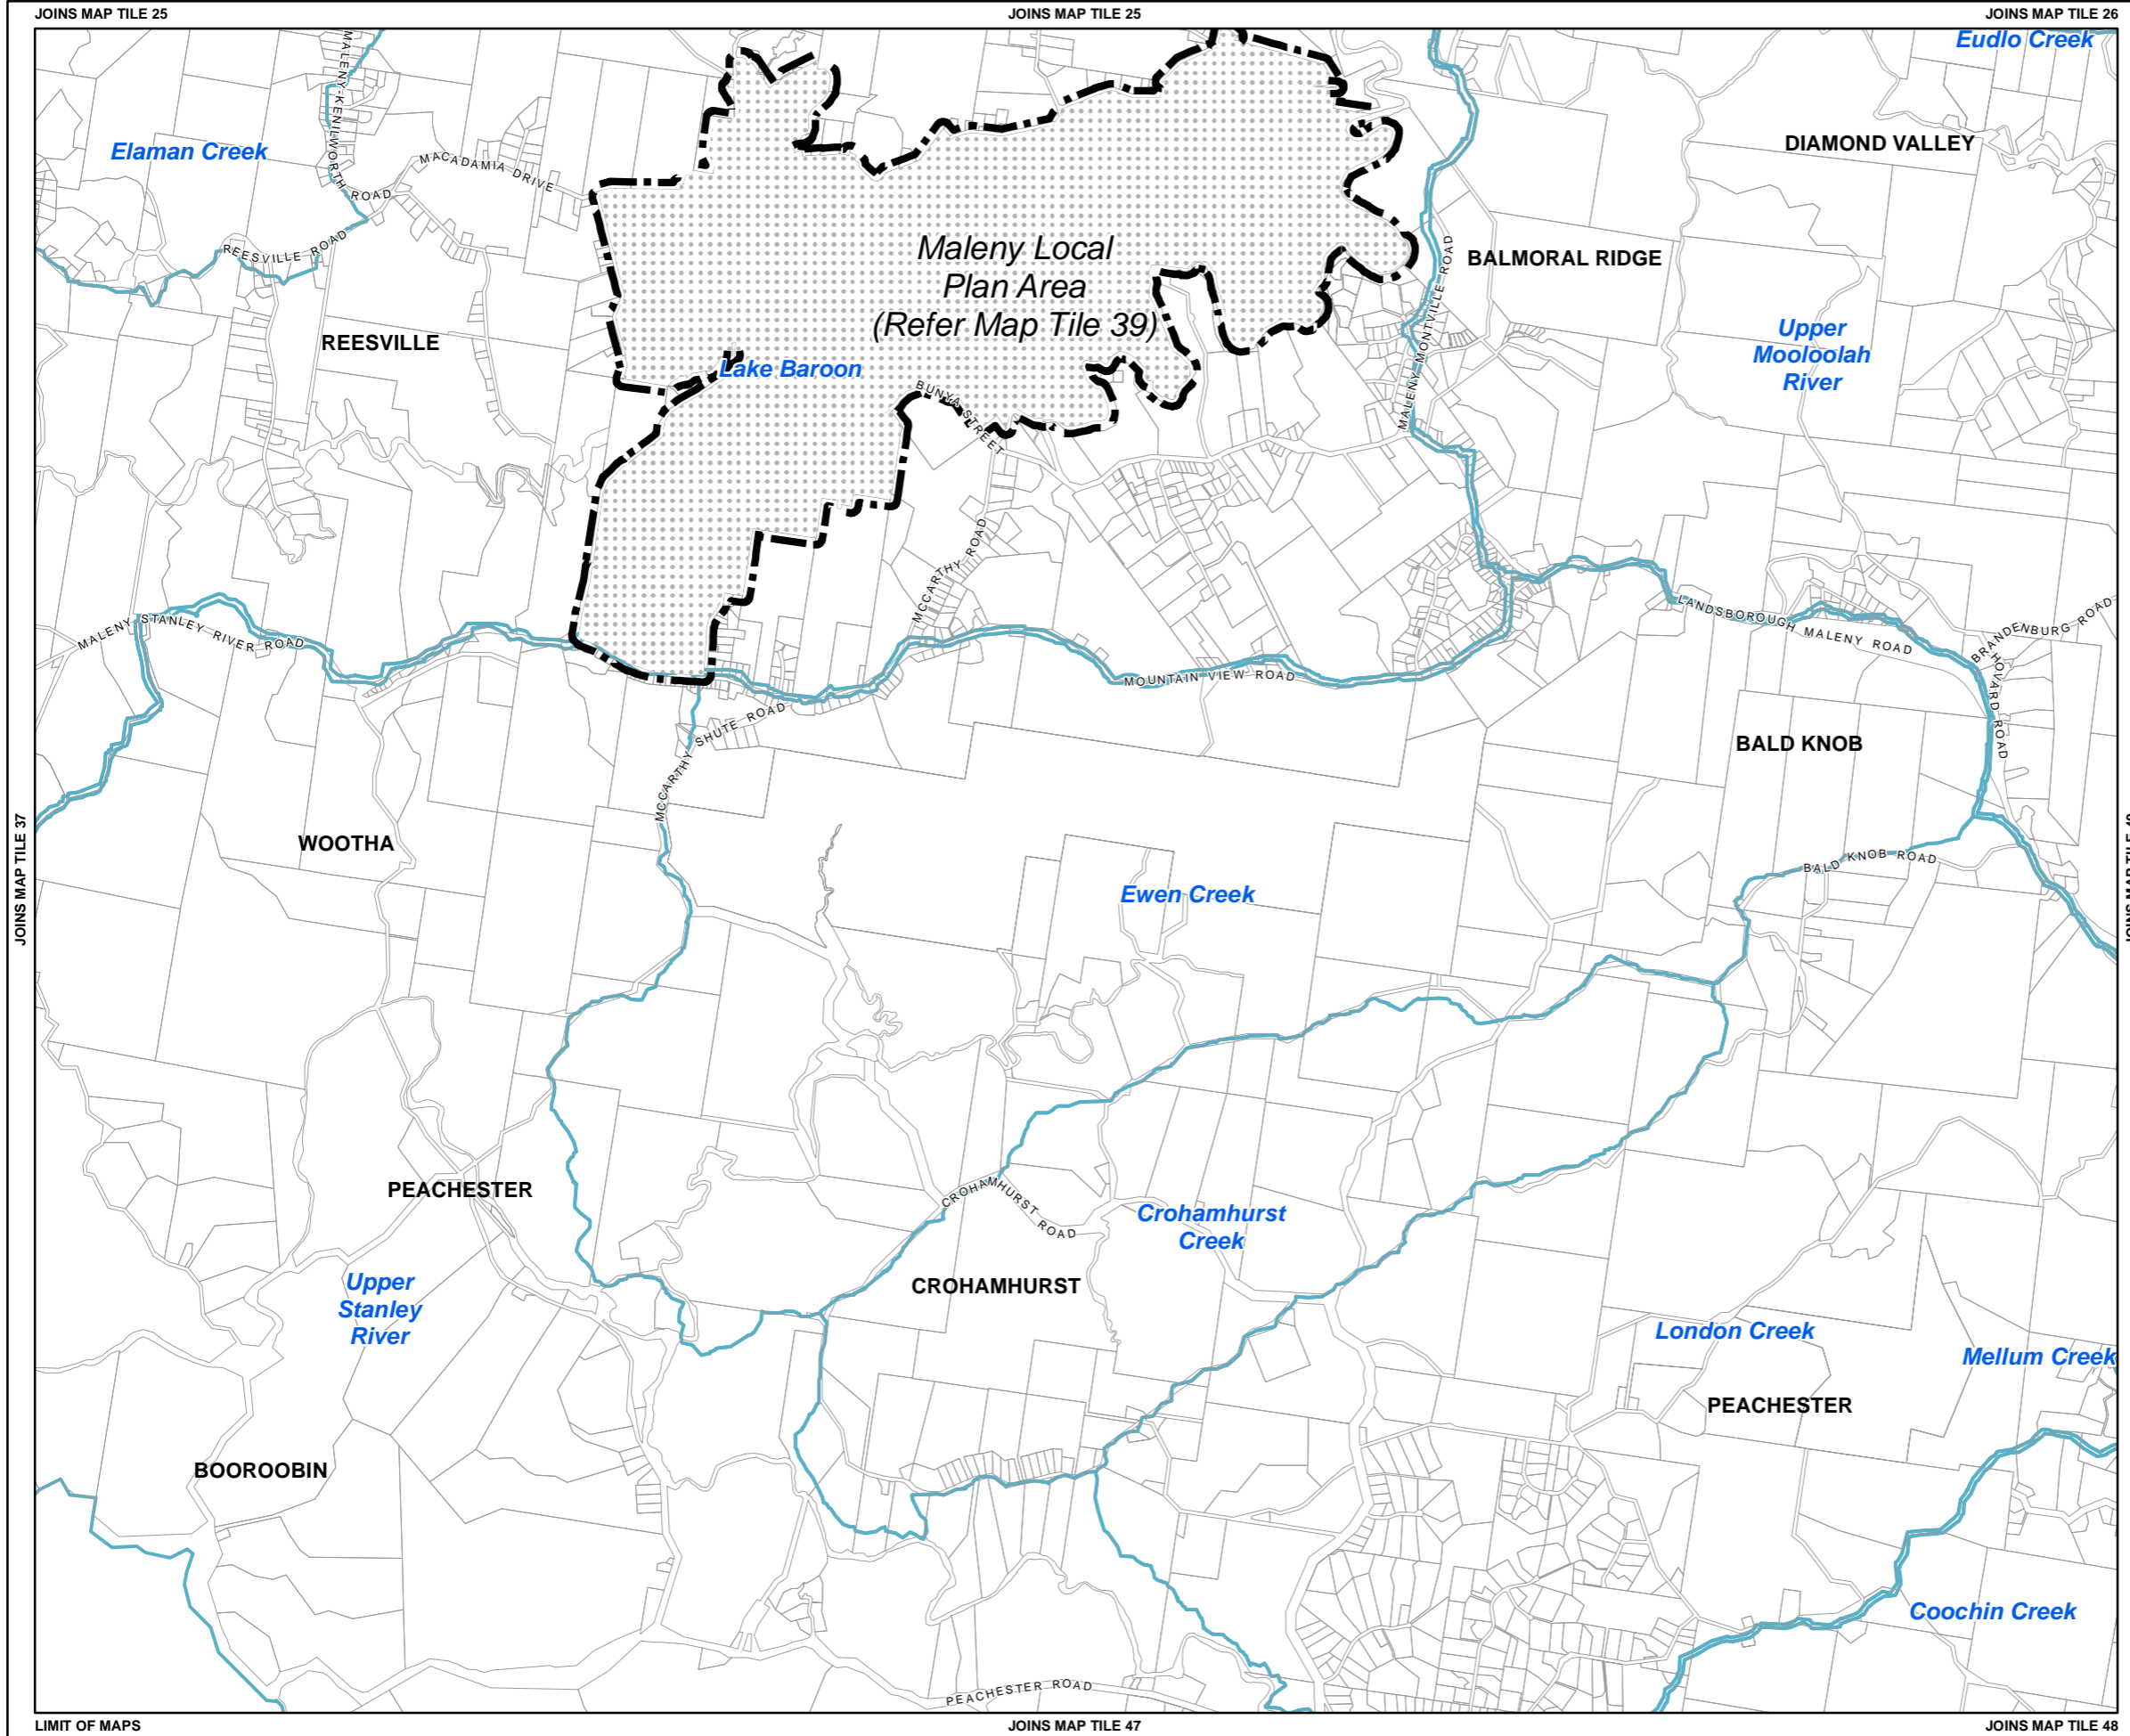 JOINS MAP TILE 25
JOINS MAP TILE 25
JOINS MAP TILE 26
Eudlo Creek
MALENY-KENILWORTH ROAD
Elaman Creek
MACADAMIA DRIVE
DIAMOND VALLEY
REESVILLE ROAD
Maleny Local
Plan Area
(Refer Map Tile 39)
BALMORAL RIDGE
MALENY MONTVILLE ROAD
REESVILLE
Upper
Mooloolah
River
Lake Baroon
BUNYA STREET
MCCARTHY ROAD
MALENY STANLEY RIVER ROAD
LANDSBOROUGH MALENY ROAD
BRANDENBURG ROAD
HOVARD ROAD
MOUNTAIN VIEW ROAD
MCCARTHY SHUTE ROAD
BALD KNOB
JOINS MAP TILE 37
WOOTHA
BALD KNOB ROAD
Ewen Creek
PEACHESTER
CROHAMHURST ROAD
Crohamhurst
Creek
CROHAMHURST
Upper
Stanley
River
London Creek
Mellum Creek
PEACHESTER
BOOROOBIN
Coochin Creek
PEACHESTER ROAD
LIMIT OF MAPS
JOINS MAP TILE 47
JOINS MAP TILE 48